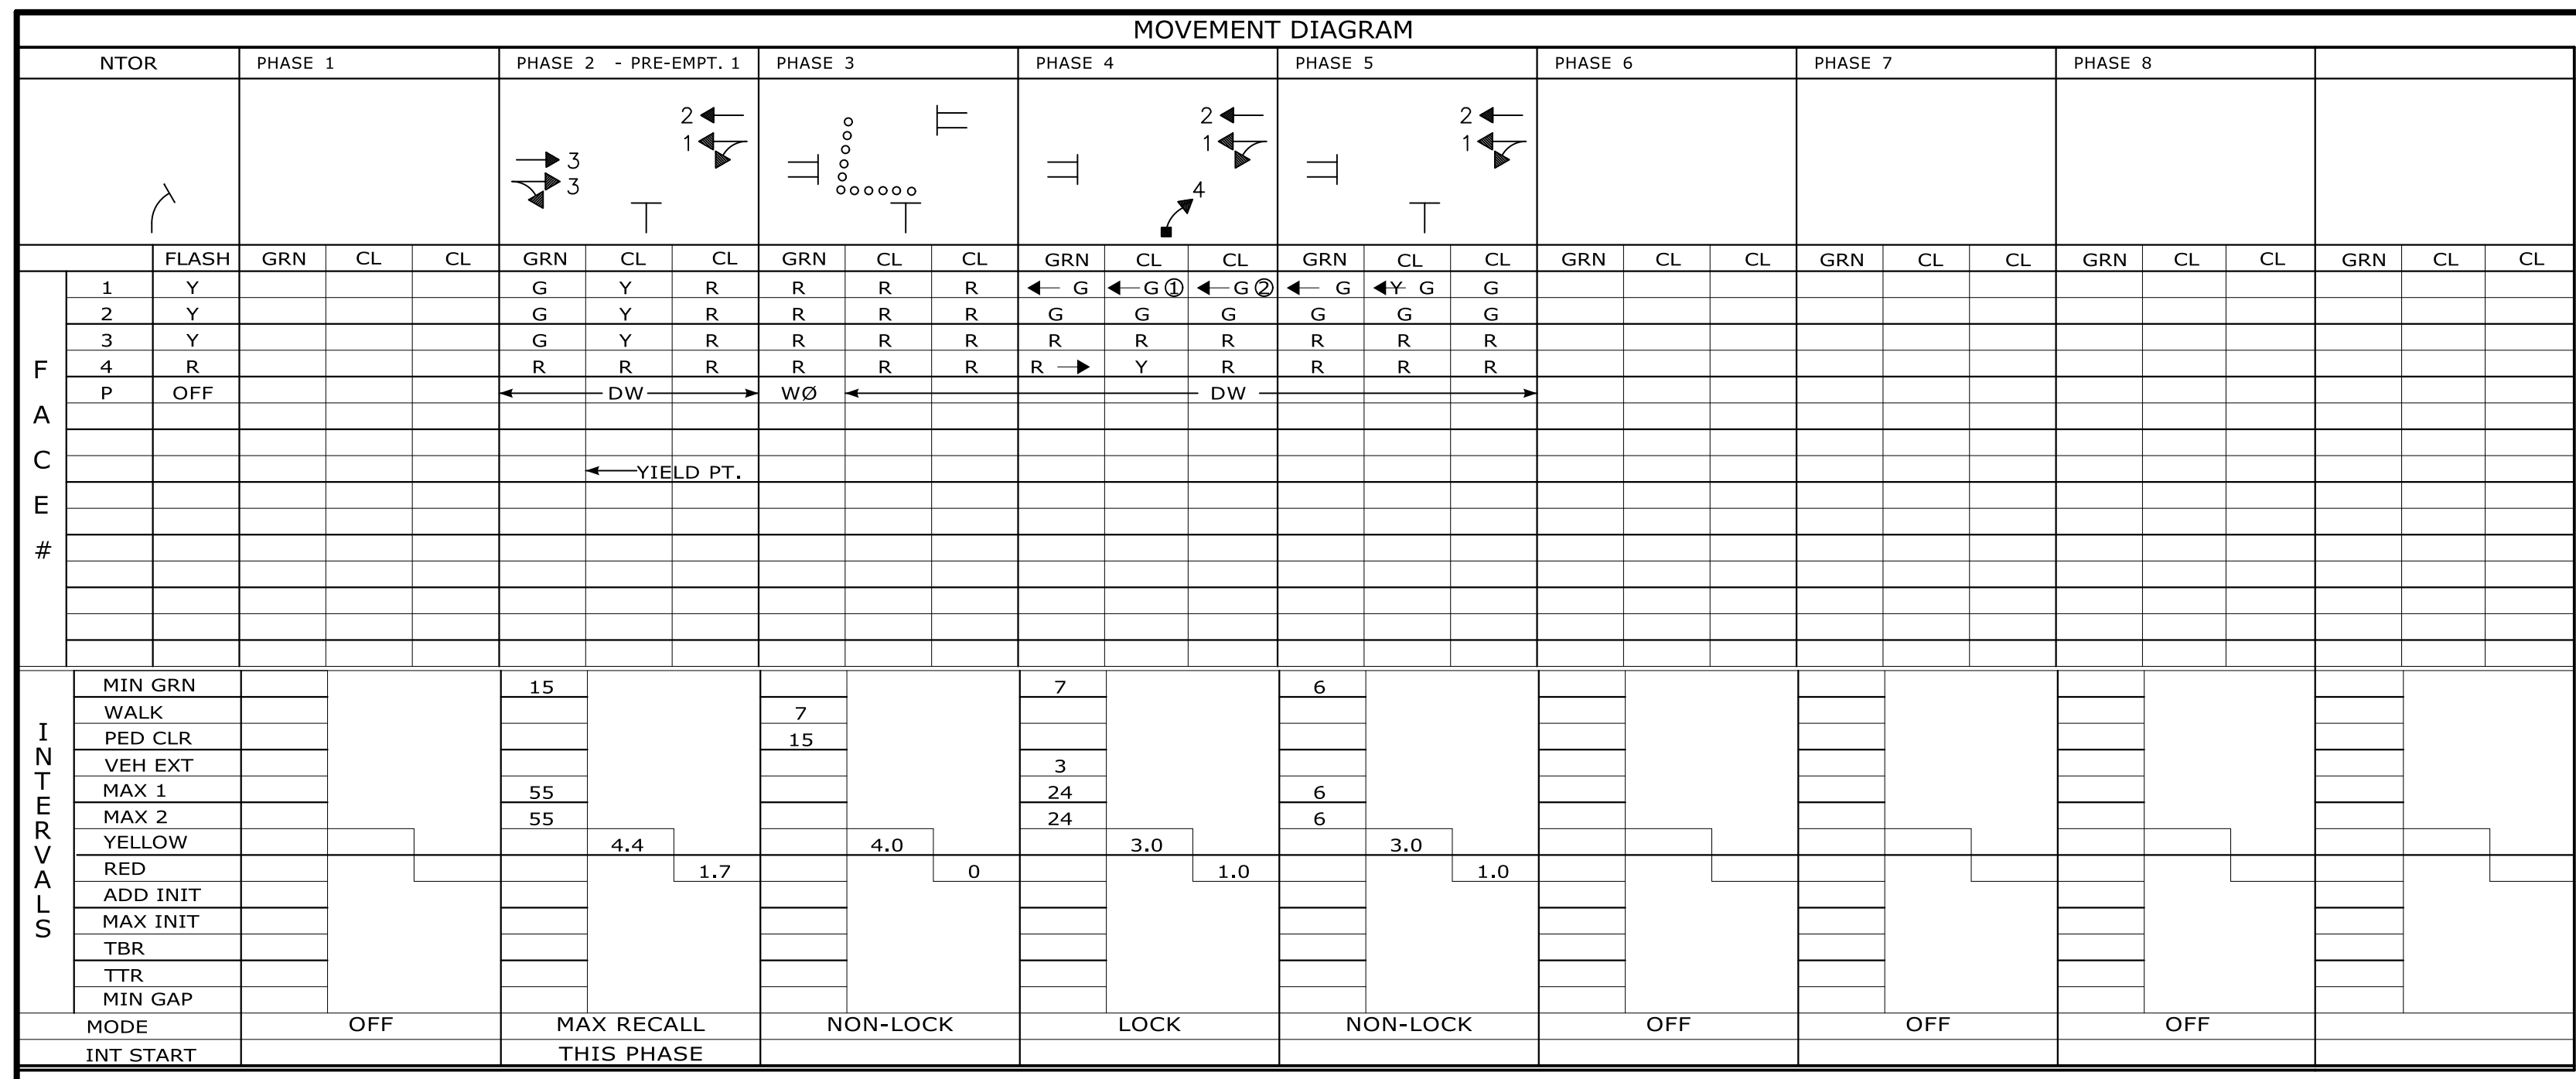 MOVEMENT DIAGRAM
NTOR PHASE 1 PHASE 2 - PRE-EMPT. 1 PHASE 3 PHASE 4 PHASE 5 PHASE 6 PHASE 7 PHASE 8
2 2 2
1 1 1
3
3
4
FLASH GRN CL CL GRN CL CL GRN CL CL GRN CL CL GRN CL CL GRN CL CL GRN CL CL GRN CL CL GRN CL CL
FACE #
1 Y G Y R R R R ← G ← G ① ← G ② ← G ←Y G G
2 Y G Y R R R R G G G G G G
3 Y G Y R R R R R R R R R R
4 R R R R R R R R → Y R R R R
P OFF DW WØ DW
YIELD PT.
INTERVALS
MIN GRN 15 7 6
WALK 7
PED CLR 15
VEH EXT 3
MAX 1 55 24 6
MAX 2 55 24 6
YELLOW 4.4 4.0 3.0 3.0
RED 1.7 0 1.0 1.0
ADD INIT
MAX INIT
TBR
TTR
MIN GAP
MODE OFF MAX RECALL NON-LOCK LOCK NON-LOCK OFF OFF OFF
INT START THIS PHASE